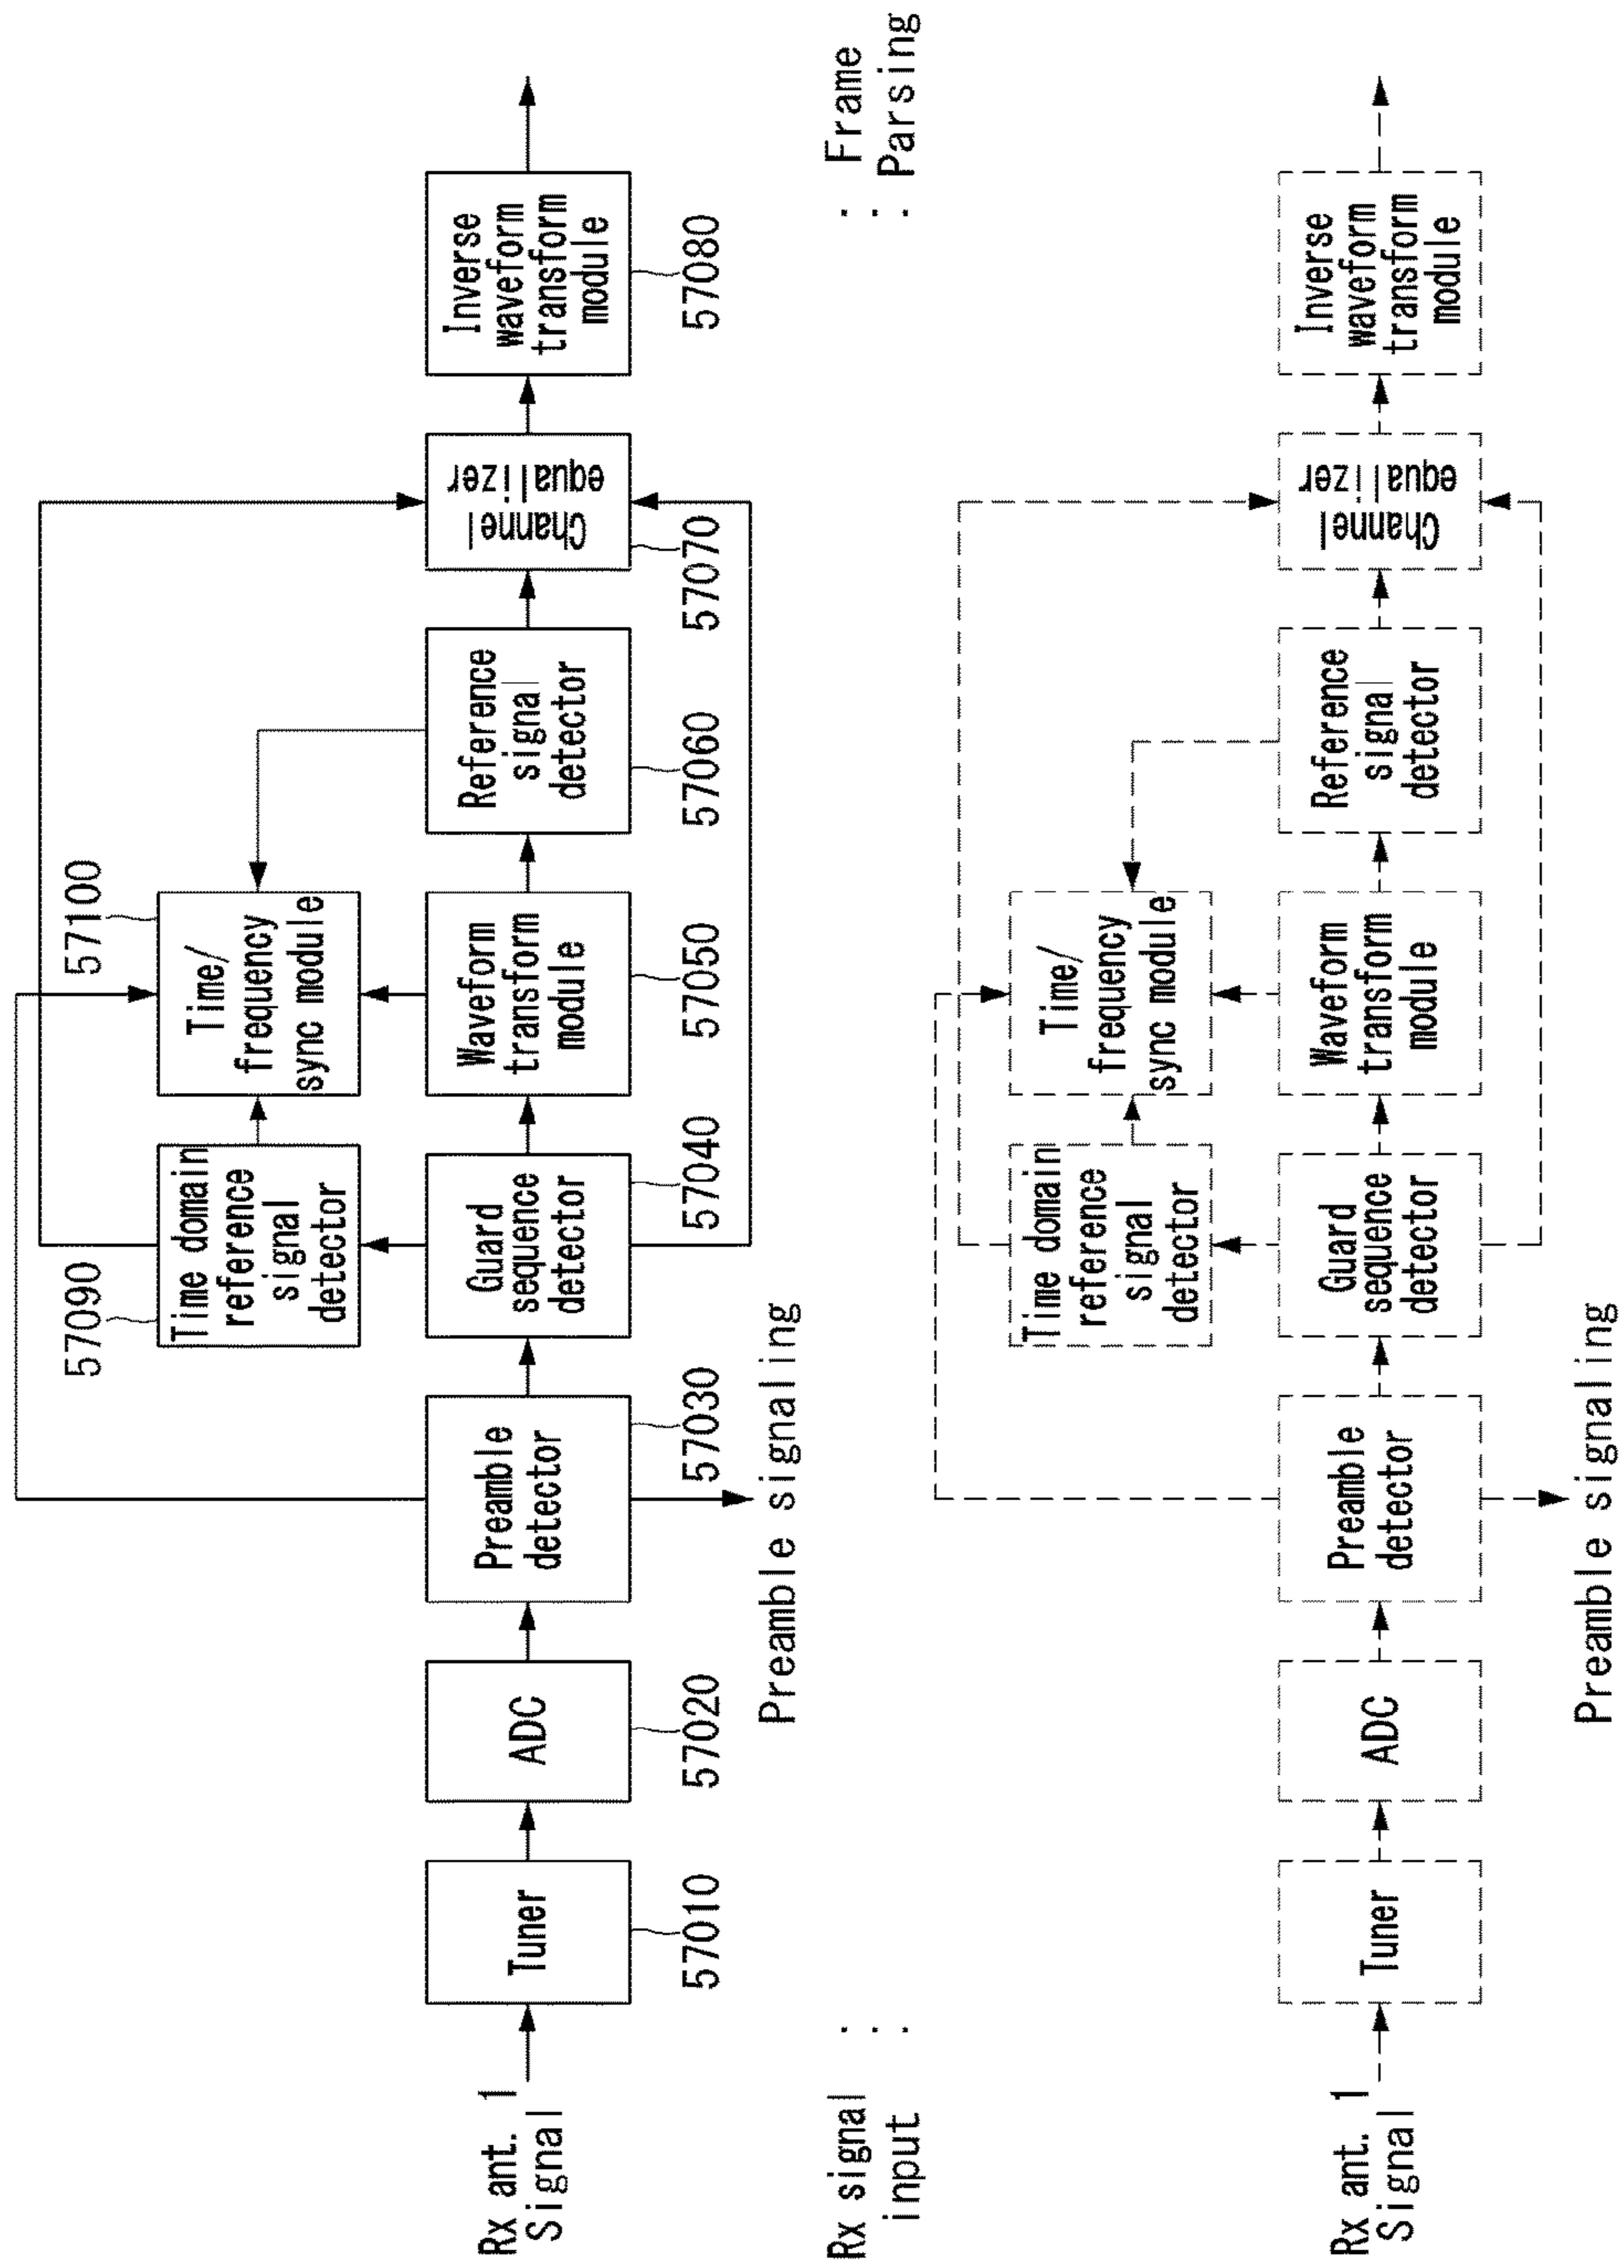 57100
57090
Time/
frequency
sync module
Time domain
reference
signal
detector
Rx ant. 1
Signal
Tuner
ADC
Preamble
detector
Guard
sequence
detector
Waveform
transform
module
Reference
signal
detector
Channel
equalizer
Inverse
waveform
transform
module
57010
57020
57030
57040
57050
57060
57070
57080
Preamble signaling
Rx signal
input
Frame
Parsing
Time domain
reference
signal
detector
Time/
frequency
sync module
Rx ant. 1
Signal
Tuner
ADC
Preamble
detector
Guard
sequence
detector
Waveform
transform
module
Reference
signal
detector
Channel
equalizer
Inverse
waveform
transform
module
Preamble signaling